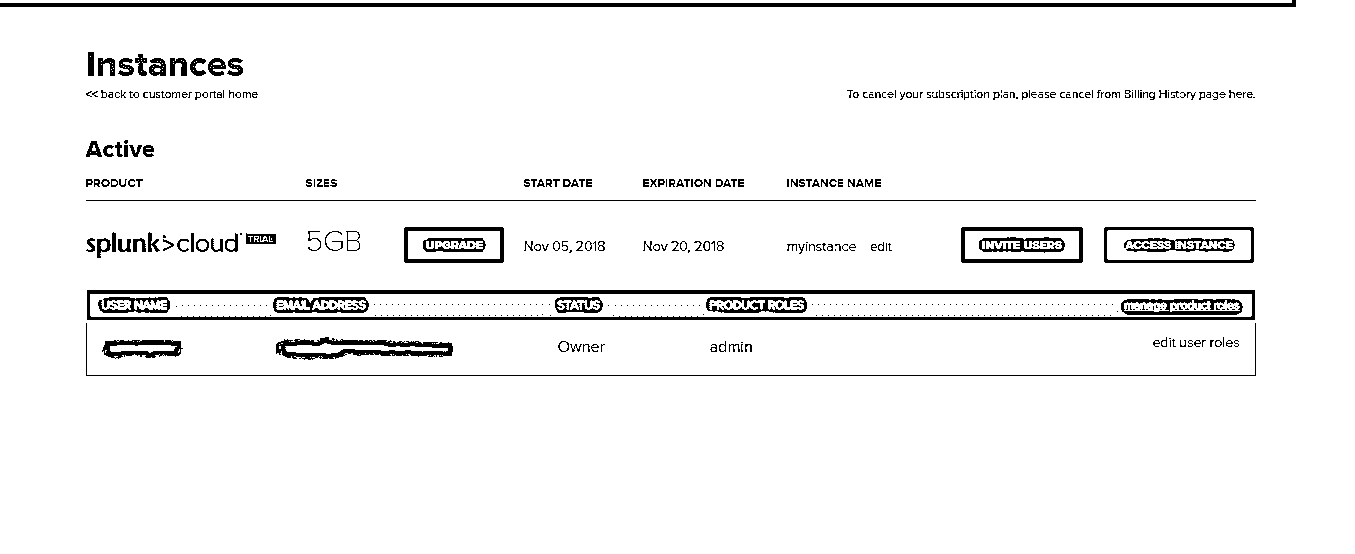 Instances
<< back to customer portal home
To cancel your subscription plan, please cancel from Billing History page here.
Active
PRODUCT SIZES START DATE EXPIRATION DATE INSTANCE NAME
splunk>cloud TRIAL 5GB UPGRADE Nov 05, 2018 Nov 20, 2018 myinstance edit INVITE USERS ACCESS INSTANCE
USER NAME EMAIL ADDRESS STATUS PRODUCT ROLES manage product roles
Owner admin edit user roles